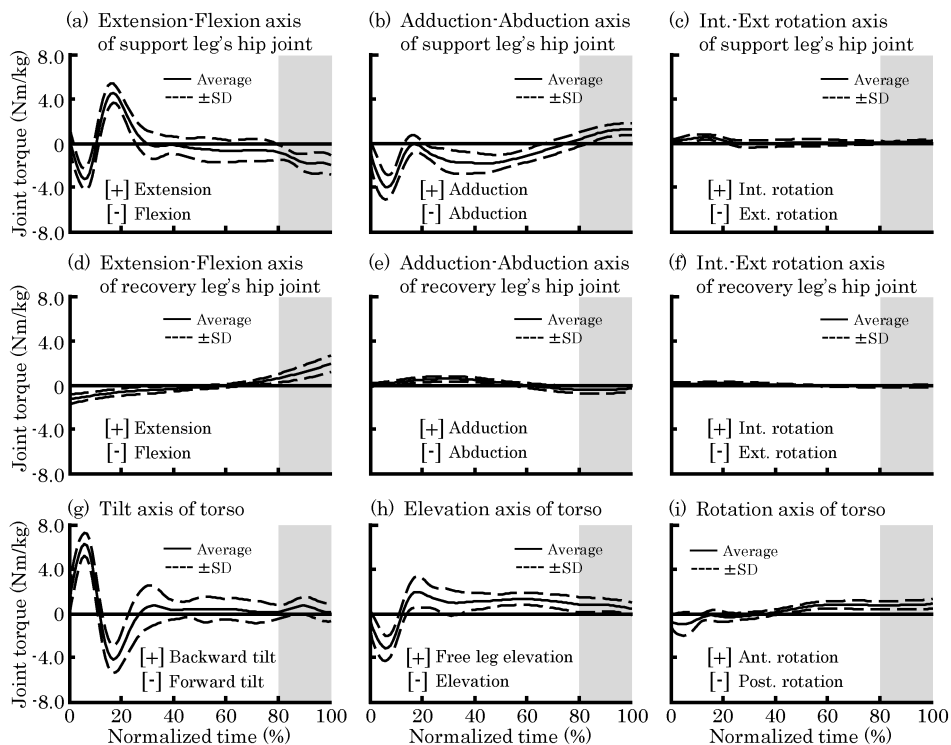 (a) Extension-Flexion axis
of support leg's hip joint
(b) Adduction-Abduction axis
of support leg's hip joint
(c) Int.-Ext rotation axis
of support leg's hip joint
Joint torque (Nm/kg)
8.0
4.0
0
-4.0
-8.0
Average
±SD
[+] Extension
[-] Flexion
Average
±SD
[+] Adduction
[-] Abduction
Average
±SD
[+] Int. rotation
[-] Ext. rotation
(d) Extension-Flexion axis
of recovery leg's hip joint
(e) Adduction-Abduction axis
of recovery leg's hip joint
(f) Int.-Ext rotation axis
of recovery leg's hip joint
Joint torque (Nm/kg)
8.0
4.0
0
-4.0
-8.0
Average
±SD
[+] Extension
[-] Flexion
Average
±SD
[+] Adduction
[-] Abduction
Average
±SD
[+] Int. rotation
[-] Ext. rotation
(g) Tilt axis of torso
(h) Elevation axis of torso
(i) Rotation axis of torso
Joint torque (Nm/kg)
8.0
4.0
0
-4.0
-8.0
Average
±SD
[+] Backward tilt
[-] Forward tilt
Average
±SD
[+] Free leg elevation
[-] Elevation
Average
±SD
[+] Ant. rotation
[-] Post. rotation
0 20 40 60 80 100
0 20 40 60 80 100
0 20 40 60 80 100
Normalized time (%)
Normalized time (%)
Normalized time (%)